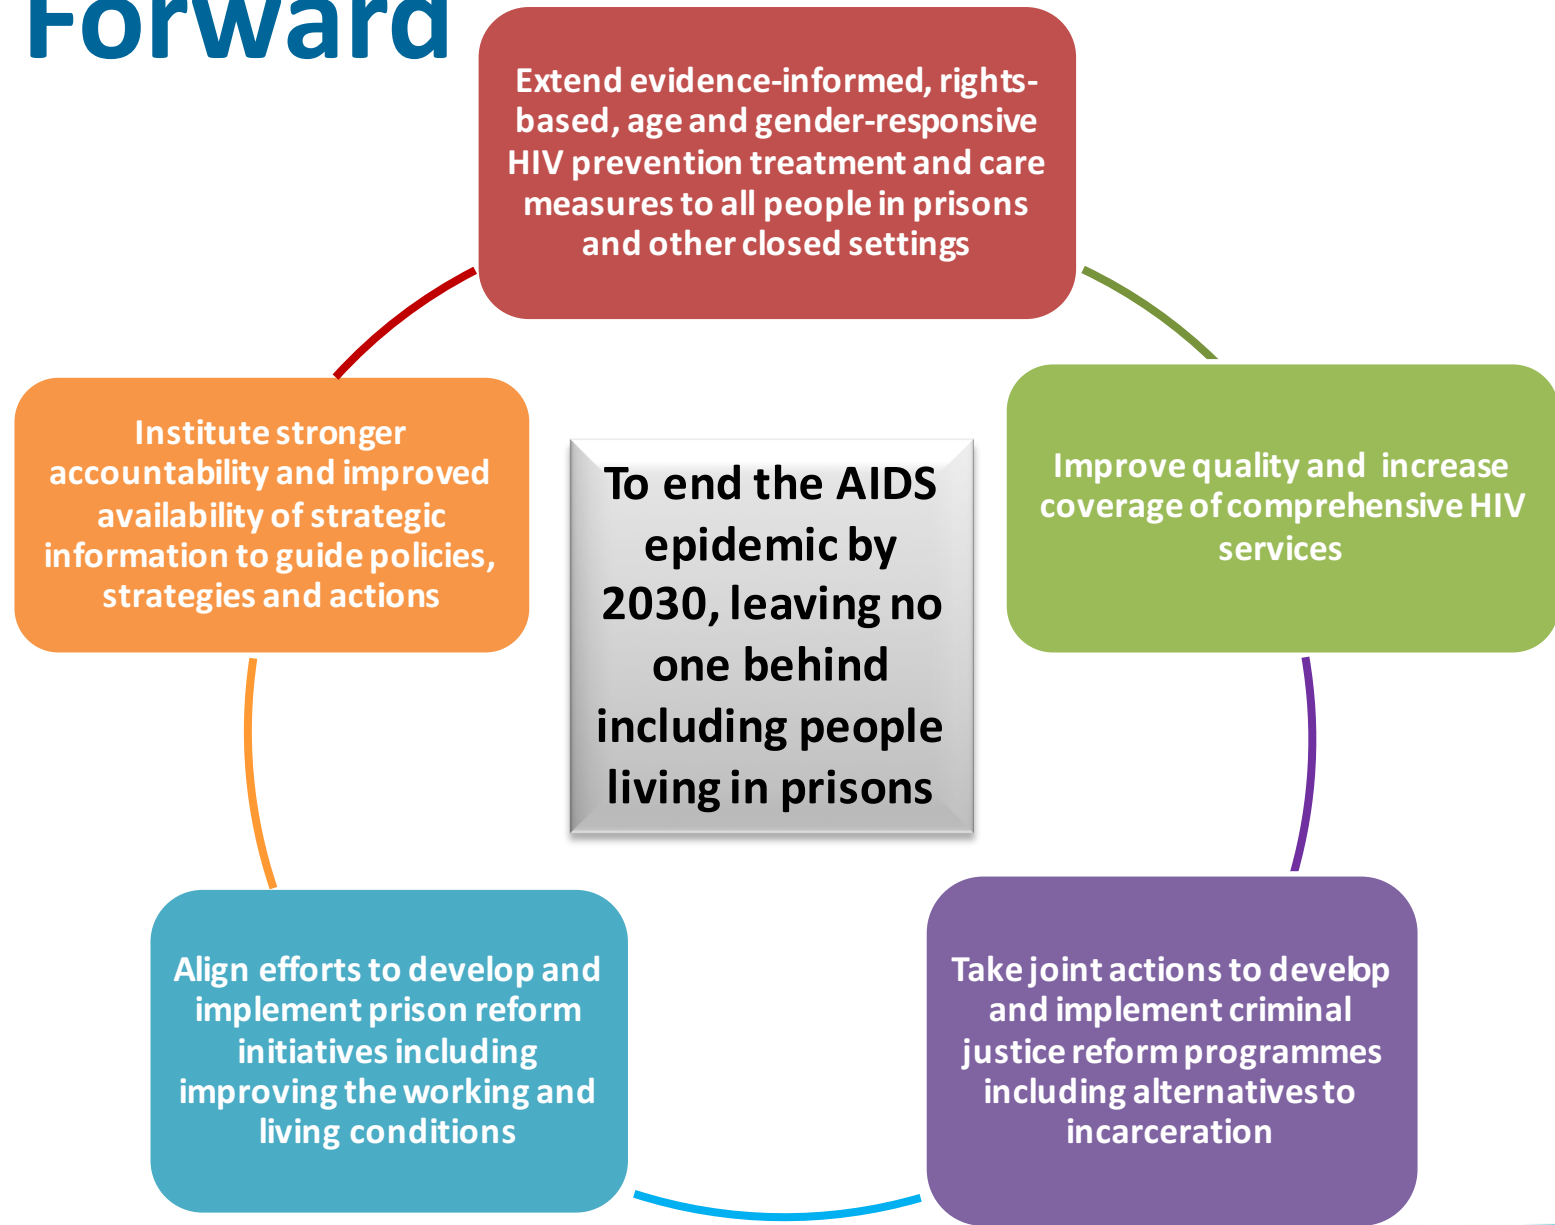 Forward
Extend evidence-informed, rights-
based, age and gender-responsive
HIV prevention treatment and care
measures to all people in prisons
and other closed settings
Improve quality and  increase
coverage of comprehensive HIV
services
Take joint actions to develop
and implement criminal
justice reform programmes
including alternatives to
incarceration
Align efforts to develop and
implement prison reform
initiatives including
improving the working and
living conditions
Institute stronger
accountability and improved
availability of strategic
information to guide policies,
strategies and actions
To end the AIDS
epidemic by
2030, leaving no
one behind
including people
living in prisons